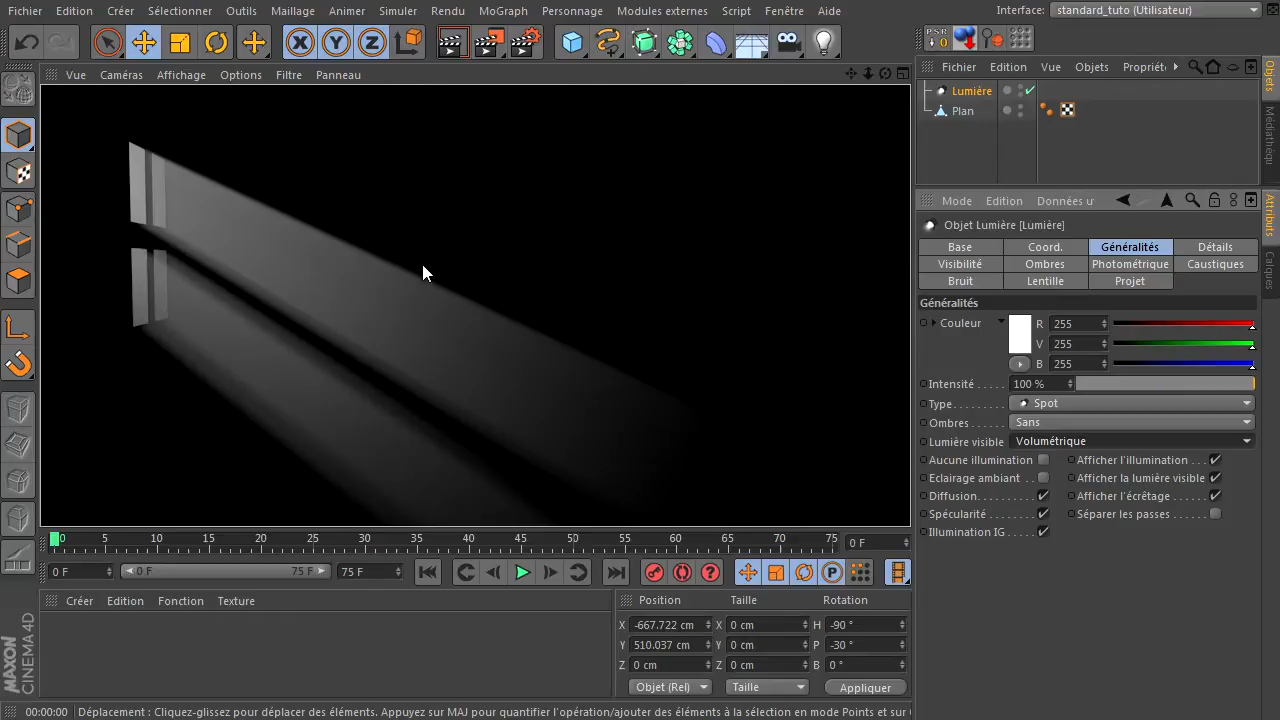 Fichier Edition Créer Sélectionner Outils Maillage Animer Simuler Rendu MoGraph Personnage Modules externes Script Fenêtre Aide
Interface: standard_tuto (Utilisateur)
PSR
0
Vue Caméras Affichage Options Filtre Panneau
Fichier Edition Vue Objets Propriéte
Lumière
Plan
Objets
Médiathèqu
Attributs
Calques
Mode Edition Données u
Objet Lumière [Lumière]
Base Coord. Généralités Détails
Visibilité Ombres Photométrique Caustiques
Bruit Lentille Projet
Généralités
Couleur R 255
V 255
B 255
Intensité 100 %
Type Spot
Ombres Sans
Lumière visible Volumétrique
Aucune illumination Afficher l'illumination
Eclairage ambiant Afficher la lumière visible
Diffusion Afficher l'écrêtage
Spécularité Séparer les passes
Illumination IG
0 5 10 15 20 25 30 35 40 45 50 55 60 65 70 75 0 F
0 F 0 F 75 F 75 F
Créer Edition Fonction Texture
Position Taille Rotation
X -667.722 cm X 0 cm H -90 °
Y 510.037 cm Y 0 cm P -30 °
Z 0 cm Z 0 cm B 0 °
Objet (Rel) Taille Appliquer
MAXON
CINEMA 4D
00:00:00 Déplacement : Cliquez-glissez pour déplacer des éléments. Appuyez sur MAJ pour quantifier l'opération/ajouter des éléments à la sélection en mode Points et sur